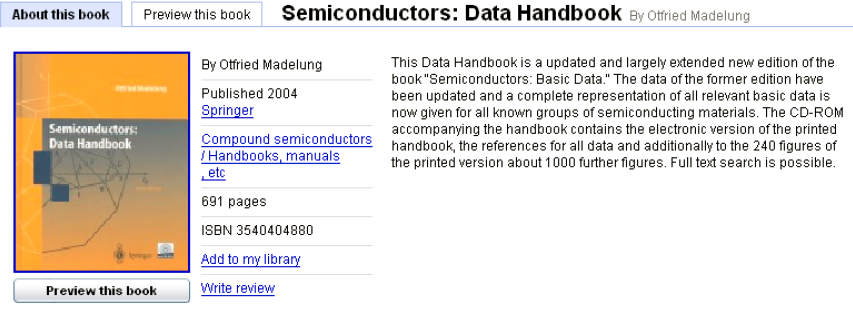 About this book
Preview this book
Semiconductors: Data Handbook By Otfried Madelung
Otfried Madelung
Semiconductors:
Data Handbook
Springer
Preview this book
By Otfried Madelung
Published 2004
Springer
Compound semiconductors
/ Handbooks, manuals
, etc
691 pages
ISBN 3540404880
Add to my library
Write review
This Data Handbook is a updated and largely extended new edition of the
book "Semiconductors: Basic Data." The data of the former edition have
been updated and a complete representation of all relevant basic data is
now given for all known groups of semiconducting materials. The CD-ROM
accompanying the handbook contains the electronic version of the printed
handbook, the references for all data and additionally to the 240 figures of
the printed version about 1000 further figures. Full text search is possible.